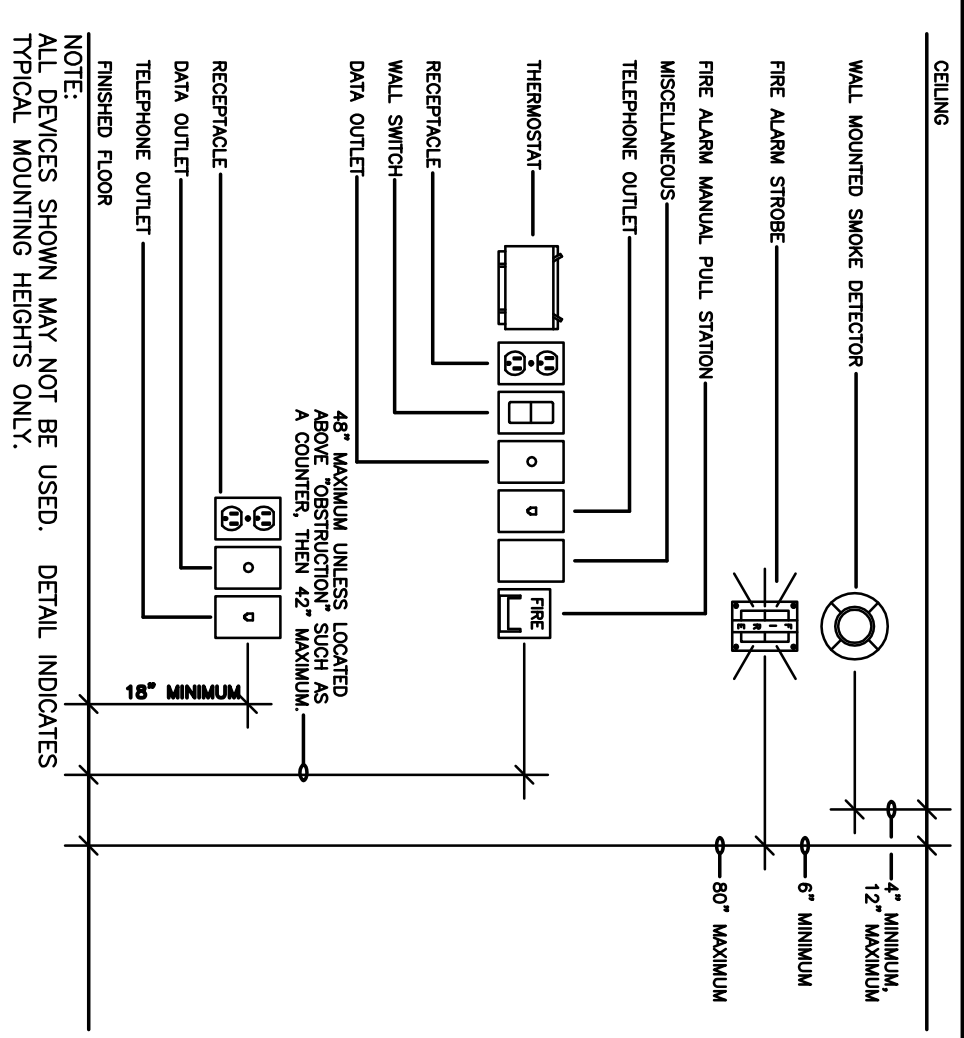 CEILING
WALL MOUNTED SMOKE DETECTOR
FIRE ALARM STROBE
FIRE ALARM MANUAL PULL STATION
MISCELLANEOUS
TELEPHONE OUTLET
THERMOSTAT
RECEPTACLE
WALL SWITCH
DATA OUTLET
RECEPTACLE
DATA OUTLET
TELEPHONE OUTLET
FINISHED FLOOR
FIRE
FIRE
4" MINIMUM,
12" MAXIMUM
6" MINIMUM
80" MAXIMUM
48" MAXIMUM UNLESS LOCATED
ABOVE "OBSTRUCTION" SUCH AS
A COUNTER, THEN 42" MAXIMUM.
18" MINIMUM
NOTE:
ALL DEVICES SHOWN MAY NOT BE USED. DETAIL INDICATES
TYPICAL MOUNTING HEIGHTS ONLY.